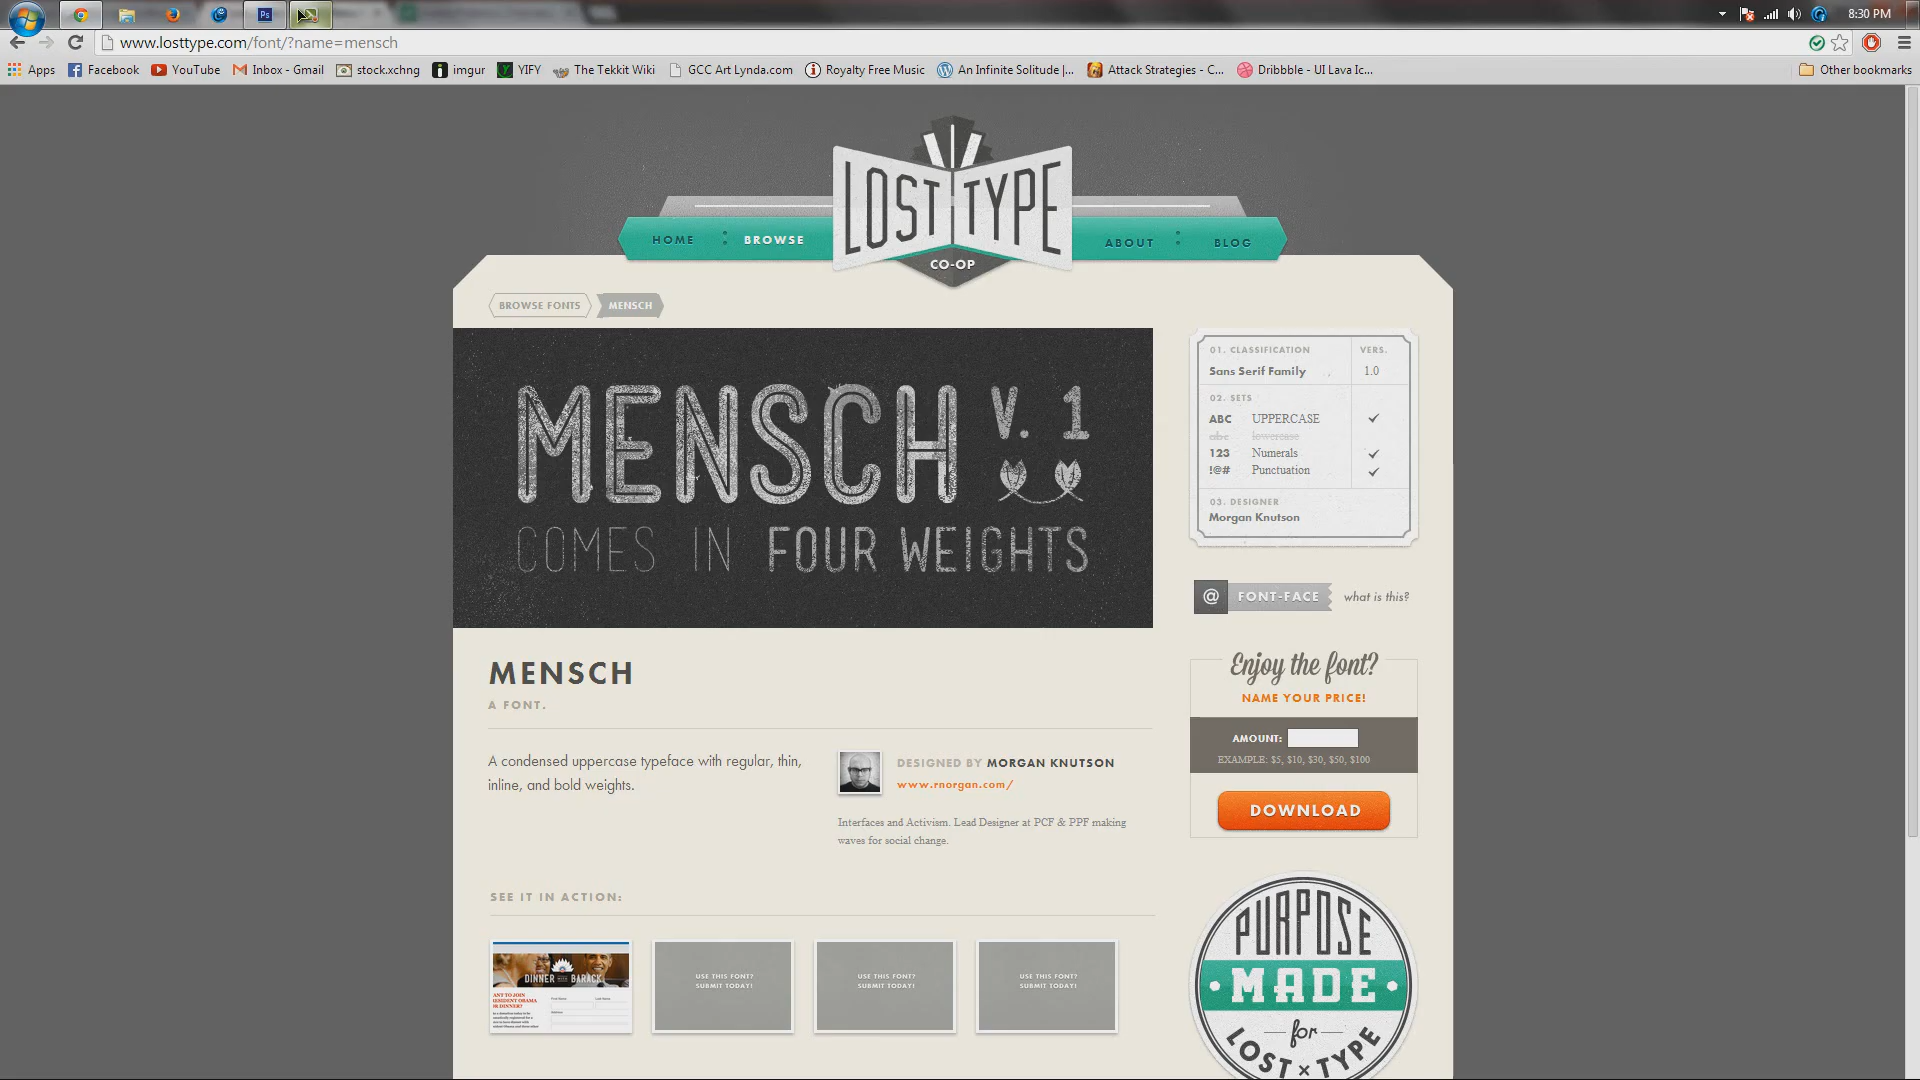 8:30 PM
www.losttype.com/font/?name=mensch
Apps Facebook YouTube Inbox - Gmail stock.xchng imgur YIFY The Tekkit Wiki GCC Art Lynda.com Royalty Free Music An Infinite Solitude |... Attack Strategies - C... Dribbble - UI Lava Ic... Other bookmarks
LOST TYPE
CO-OP
HOME BROWSE ABOUT BLOG
BROWSE FONTS MENSCH
MENSCH V. 1
COMES IN FOUR WEIGHTS
01. CLASSIFICATION VERS.
Sans Serif Family 1.0
02. SETS
ABC UPPERCASE
abc lowercase
123 Numerals
!@# Punctuation
03. DESIGNER
Morgan Knutson
@ FONT-FACE what is this?
Enjoy the font?
NAME YOUR PRICE!
AMOUNT:
EXAMPLE: $5, $10, $30, $50, $100
DOWNLOAD
MENSCH
A FONT.
A condensed uppercase typeface with regular, thin,
inline, and bold weights.
DESIGNED BY MORGAN KNUTSON
www.rnorgan.com/
Interfaces and Activism. Lead Designer at PCF & PPF making
waves for social change.
SEE IT IN ACTION:
DINNER WITH BARACK
USE THIS FONT?
SUBMIT TODAY!
USE THIS FONT?
SUBMIT TODAY!
USE THIS FONT?
SUBMIT TODAY!
PURPOSE
MADE
for
LOST × TYPE